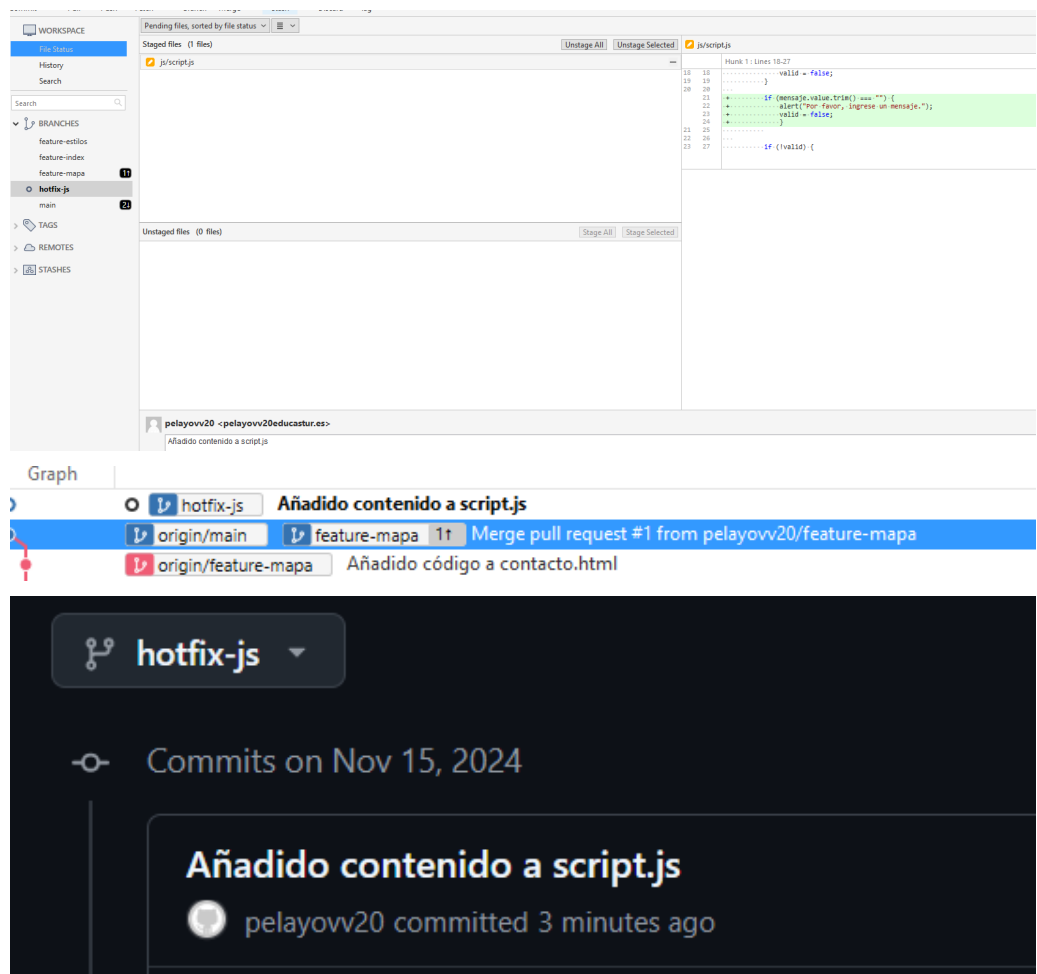 WORKSPACE
File Status
History
Search
Search
BRANCHES
feature-estilos
feature-index
feature-mapa 1↑
hotfix-js
main 2↓
TAGS
REMOTES
STASHES
Pending files, sorted by file status
Staged files (1 files) Unstage All Unstage Selected
js/script.js
Unstaged files (0 files) Stage All Stage Selected
js/script.js
Hunk 1 : Lines 18-27
18 18 valid = false;
19 19 }
20 20
21 + if (mensaje.value.trim() === "") {
22 + alert("Por favor, ingrese un mensaje.");
23 + valid = false;
24 + }
21 25
22 26
23 27 if (!valid) {
pelayovv20 <pelayovv20educastur.es>
Añadido contenido a script.js
Graph
hotfix-js Añadido contenido a script.js
origin/main feature-mapa 1↑ Merge pull request #1 from pelayovv20/feature-mapa
origin/feature-mapa Añadido código a contacto.html
hotfix-js
Commits on Nov 15, 2024
Añadido contenido a script.js
pelayovv20 committed 3 minutes ago